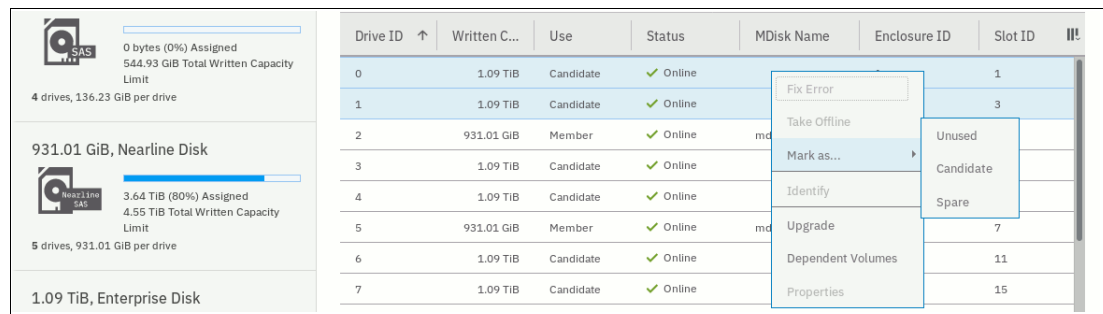 SAS
0 bytes (0%) Assigned
544.93 GiB Total Written Capacity
Limit
4 drives, 136.23 GiB per drive
931.01 GiB, Nearline Disk
Nearline
SAS
3.64 TiB (80%) Assigned
4.55 TiB Total Written Capacity
Limit
5 drives, 931.01 GiB per drive
1.09 TiB, Enterprise Disk
Drive ID ↑ Written C... Use Status MDisk Name Enclosure ID Slot ID
0 1.09 TiB Candidate Online 1
1 1.09 TiB Candidate Online 3
2 931.01 GiB Member Online md
3 1.09 TiB Candidate Online
4 1.09 TiB Candidate Online
5 931.01 GiB Member Online md 7
6 1.09 TiB Candidate Online 11
7 1.09 TiB Candidate Online 15
Fix Error
Take Offline
Mark as...
Identify
Upgrade
Dependent Volumes
Properties
Unused
Candidate
Spare